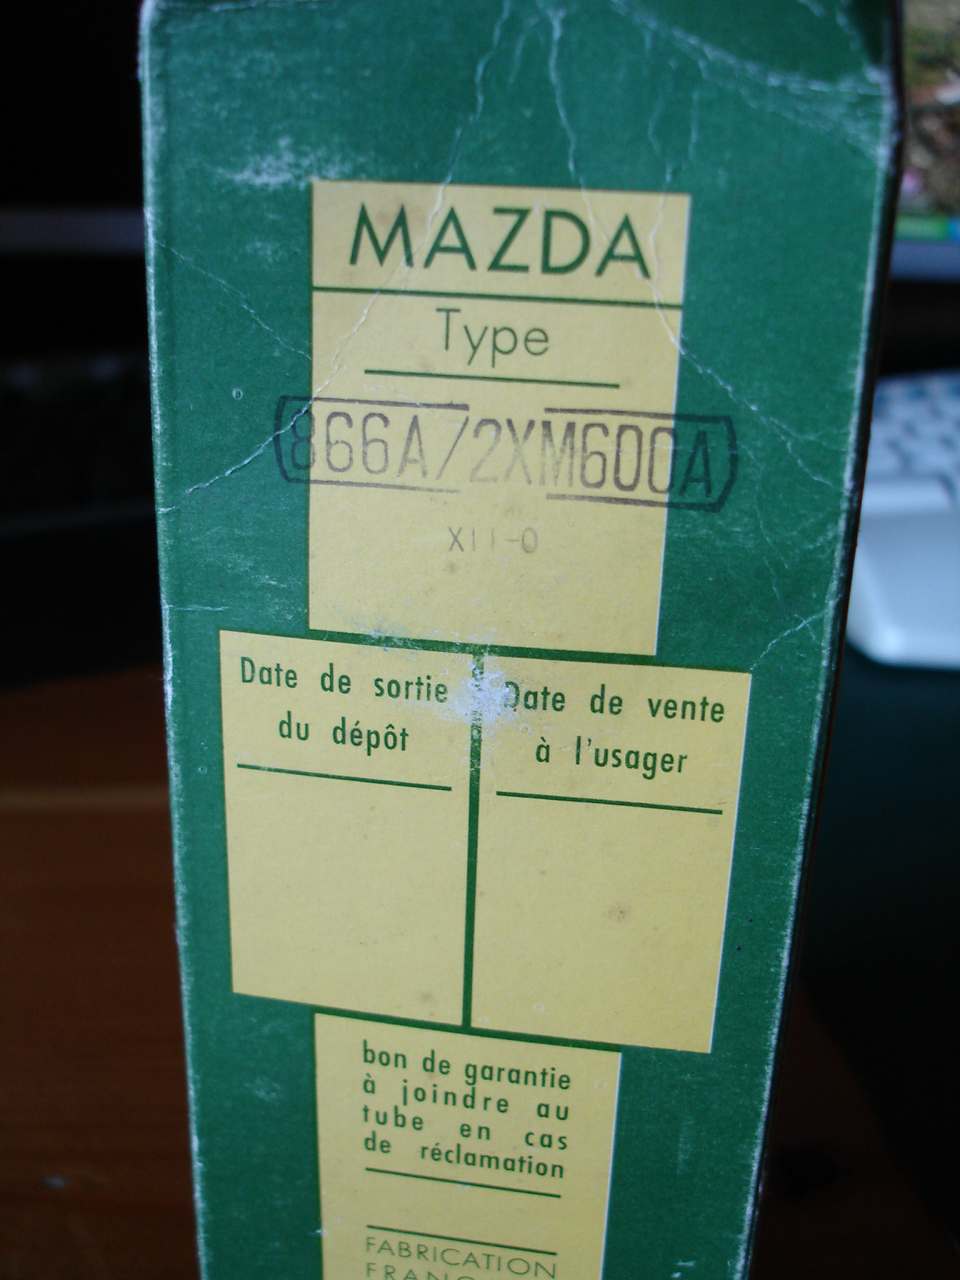 MAZDA
Type
866A/2XM600A
XII-0
Date de sortie
du dépôt
Date de vente
à l'usager
bon de garantie
à joindre au
tube en cas
de réclamation
FABRICATION